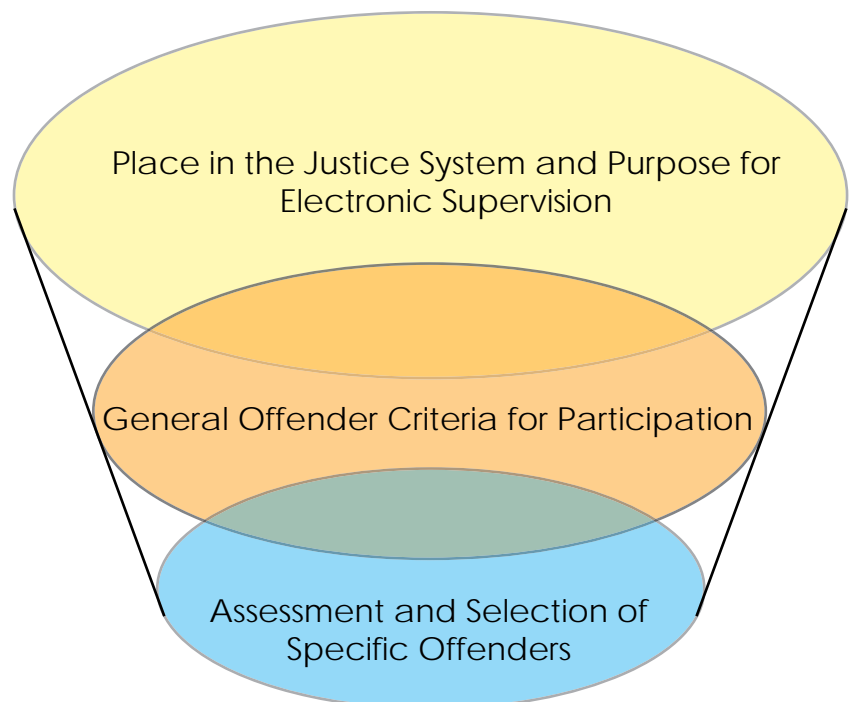 Place in the Justice System and Purpose for
Electronic Supervision
General Offender Criteria for Participation
Assessment and Selection of
Specific Offenders